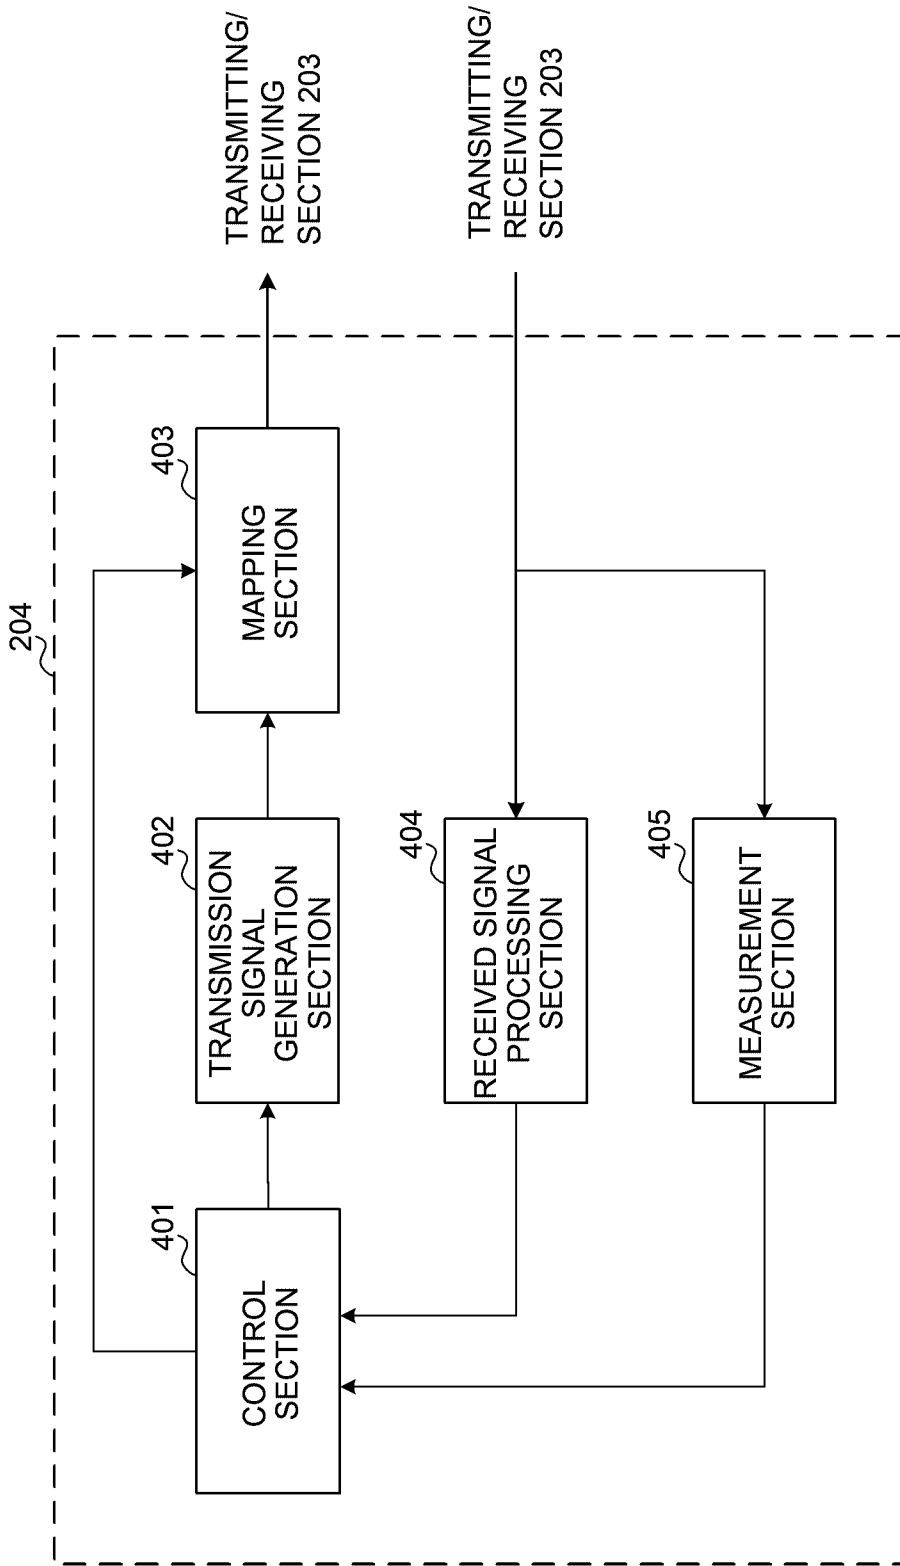 204
401
CONTROL
SECTION
402
TRANSMISSION
SIGNAL
GENERATION
SECTION
403
MAPPING
SECTION
TRANSMITTING/
RECEIVING
SECTION 203
404
RECEIVED SIGNAL
PROCESSING
SECTION
TRANSMITTING/
RECEIVING
SECTION 203
405
MEASUREMENT
SECTION